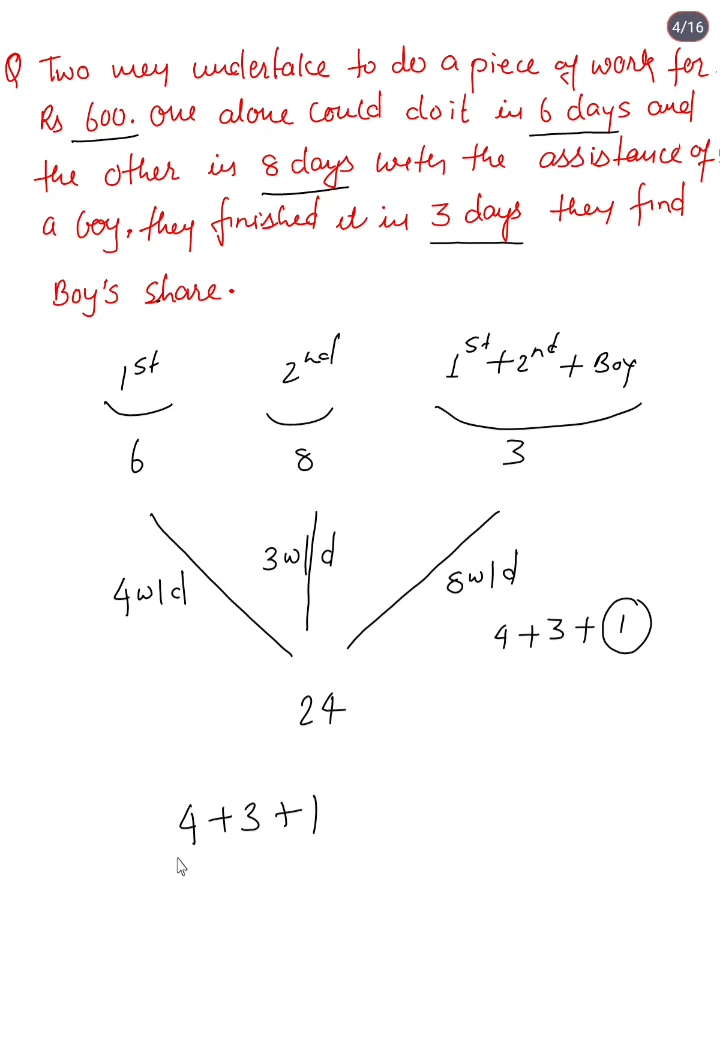 4/16
Q Two men undertake to do a piece of work for
Rs 600. one alone could do it in 6 days and
the other in 8 days with the assistance of
a boy, they finished it in 3 days they find
Boy's share.
1st 2nd 1st+2nd+Boy
6 8 3
4w/d 3w/d 8w/d
4+3+1
24
4+3+1